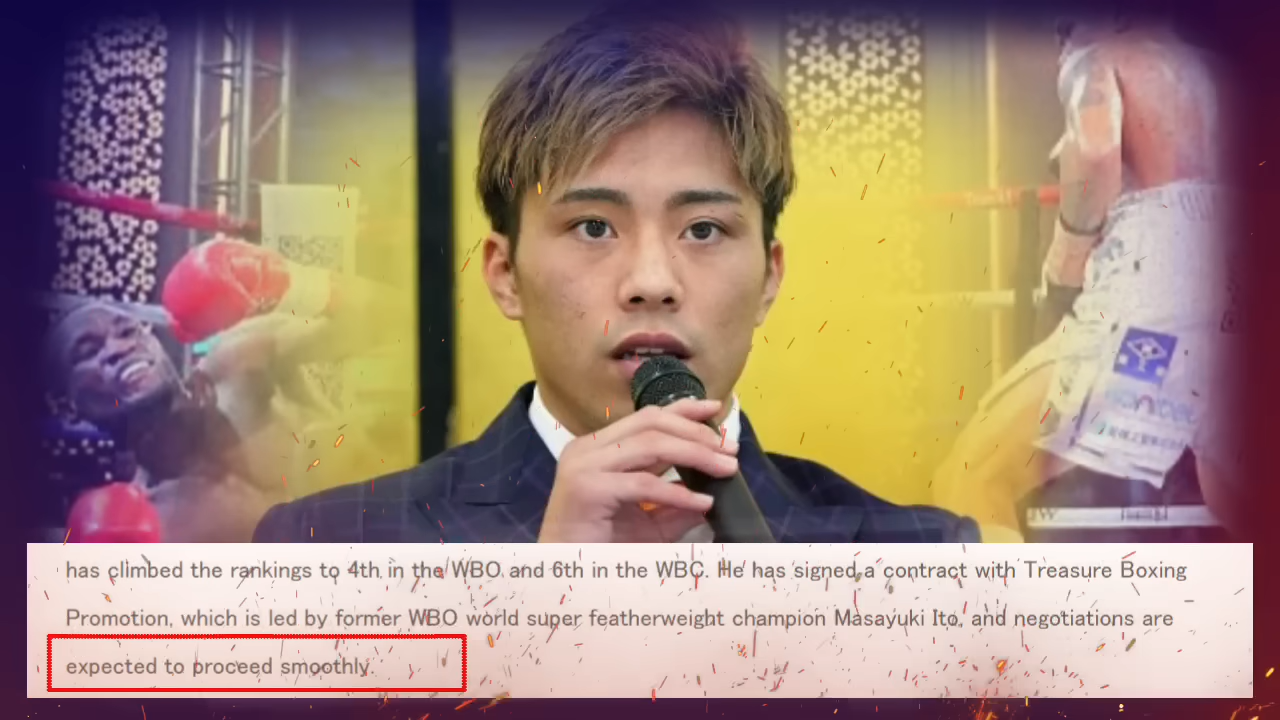 has climbed the rankings to 4th in the WBO and 6th in the WBC. He has signed a contract with Treasure Boxing
Promotion, which is led by former WBO world super featherweight champion Masayuki Ito, and negotiations are
expected to proceed smoothly.